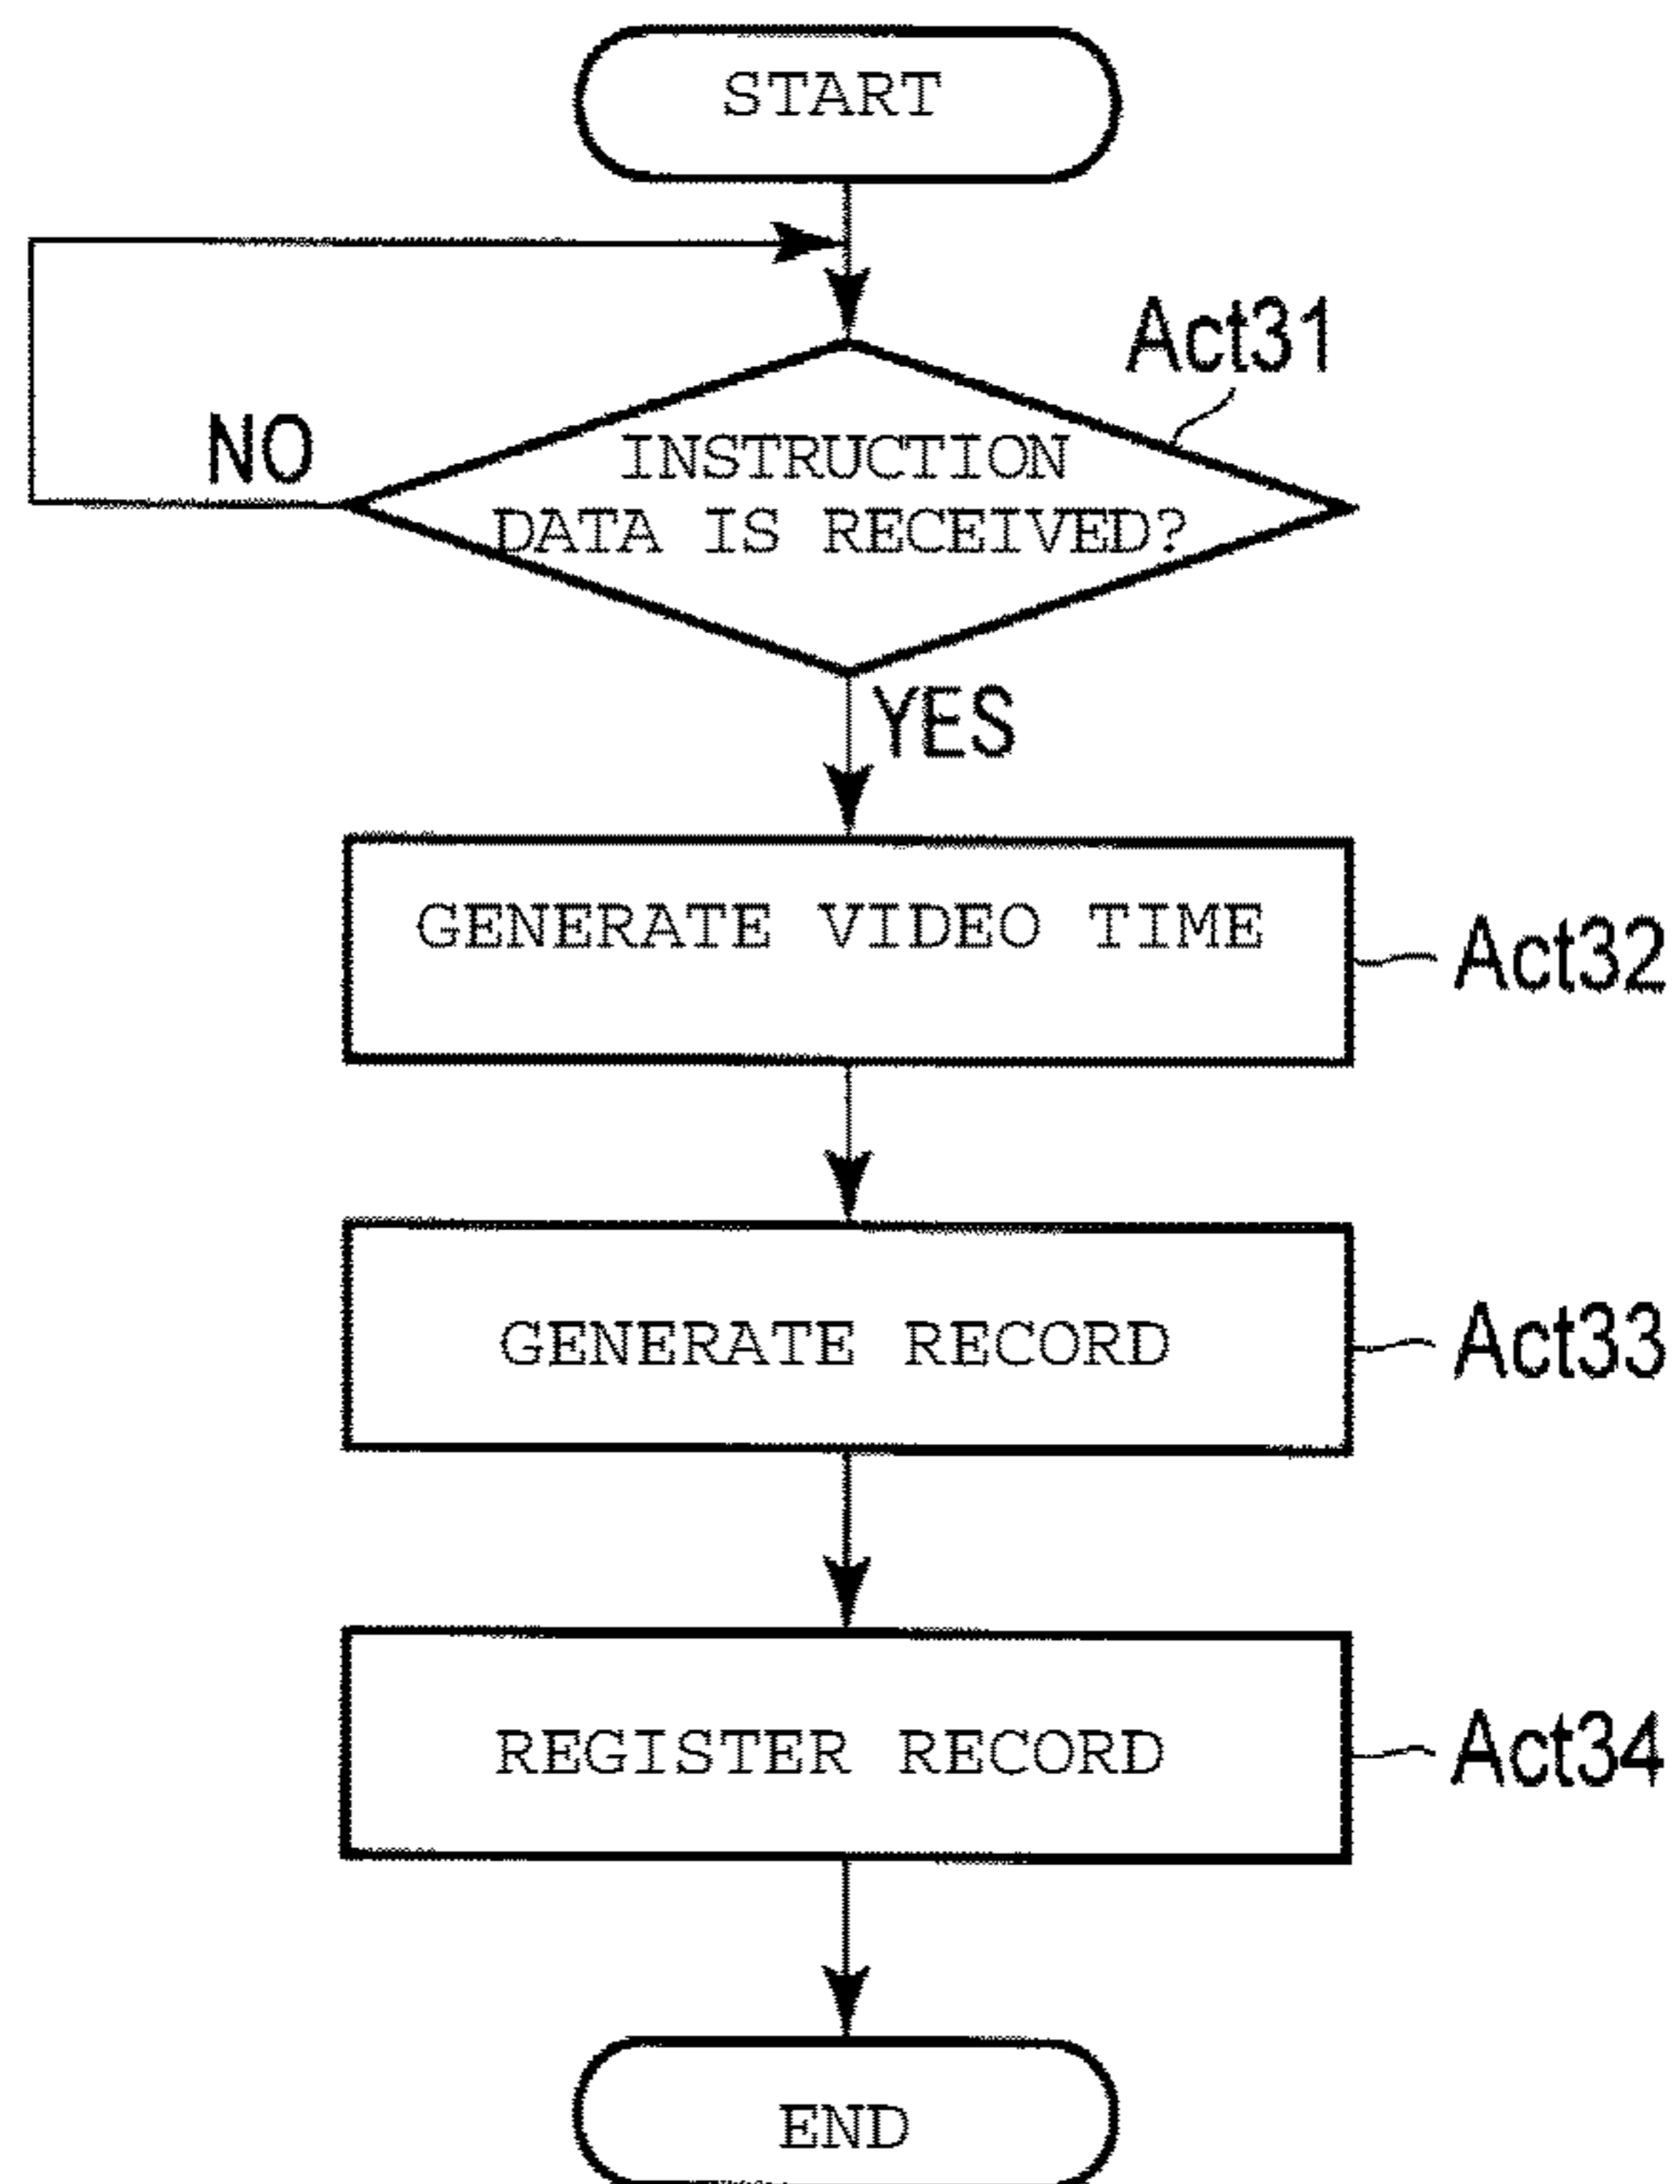 START
Act31
NO
INSTRUCTION
DATA IS RECEIVED?
YES
GENERATE VIDEO TIME
Act32
GENERATE RECORD
Act33
REGISTER RECORD
Act34
END